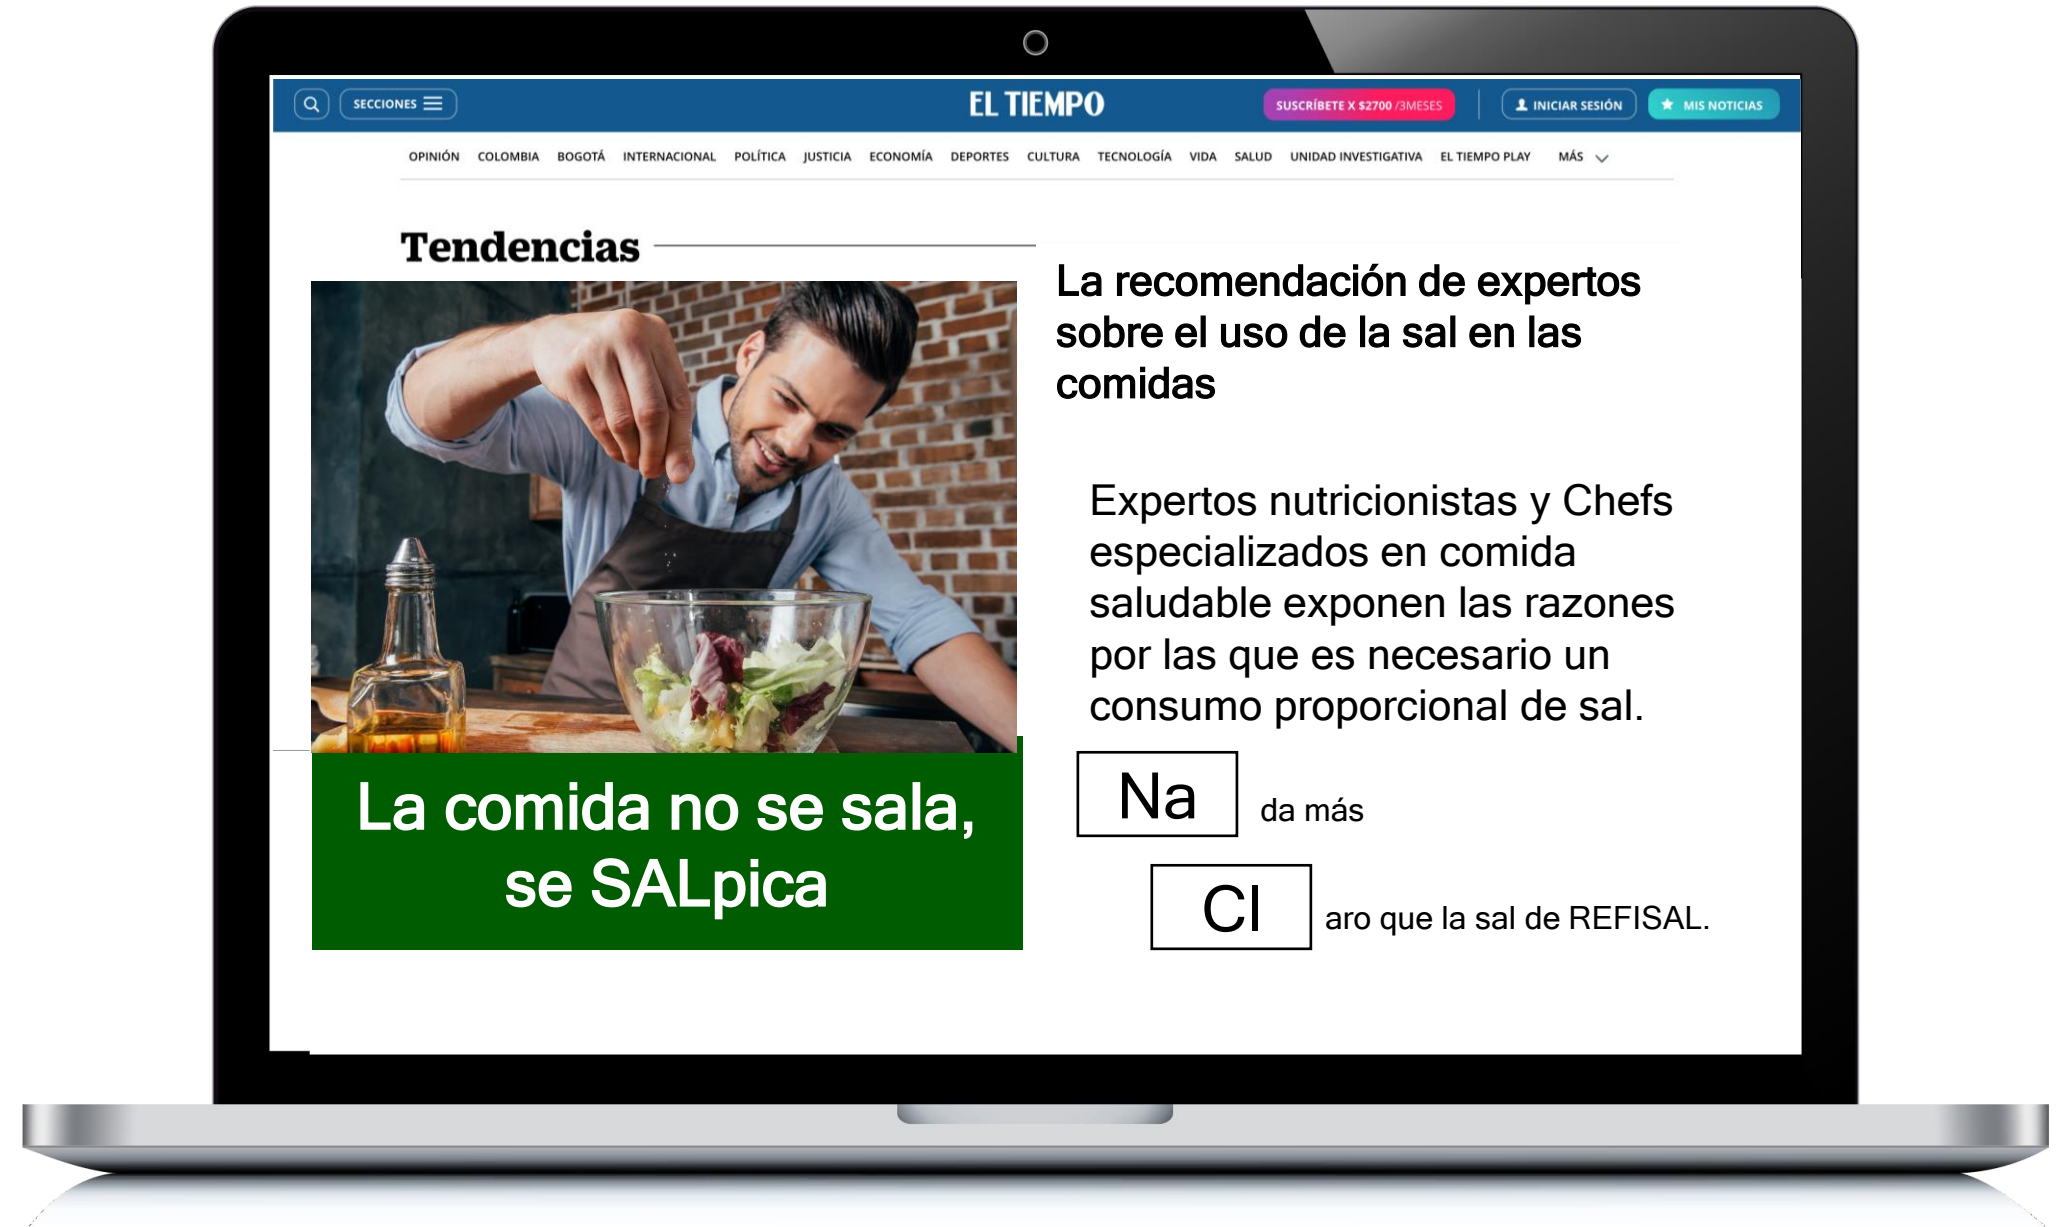 SECCIONES
EL TIEMPO
SUSCRÍBETE X $2700 /3MESES
INICIAR SESIÓN
MIS NOTICIAS
OPINIÓN COLOMBIA BOGOTÁ INTERNACIONAL POLÍTICA JUSTICIA ECONOMÍA DEPORTES CULTURA TECNOLOGÍA VIDA SALUD UNIDAD INVESTIGATIVA EL TIEMPO PLAY MÁS
Tendencias
La comida no se sala,
se SALpica
La recomendación de expertos
sobre el uso de la sal en las
comidas
Expertos nutricionistas y Chefs
especializados en comida
saludable exponen las razones
por las que es necesario un
consumo proporcional de sal.
Na da más
Cl aro que la sal de REFISAL.